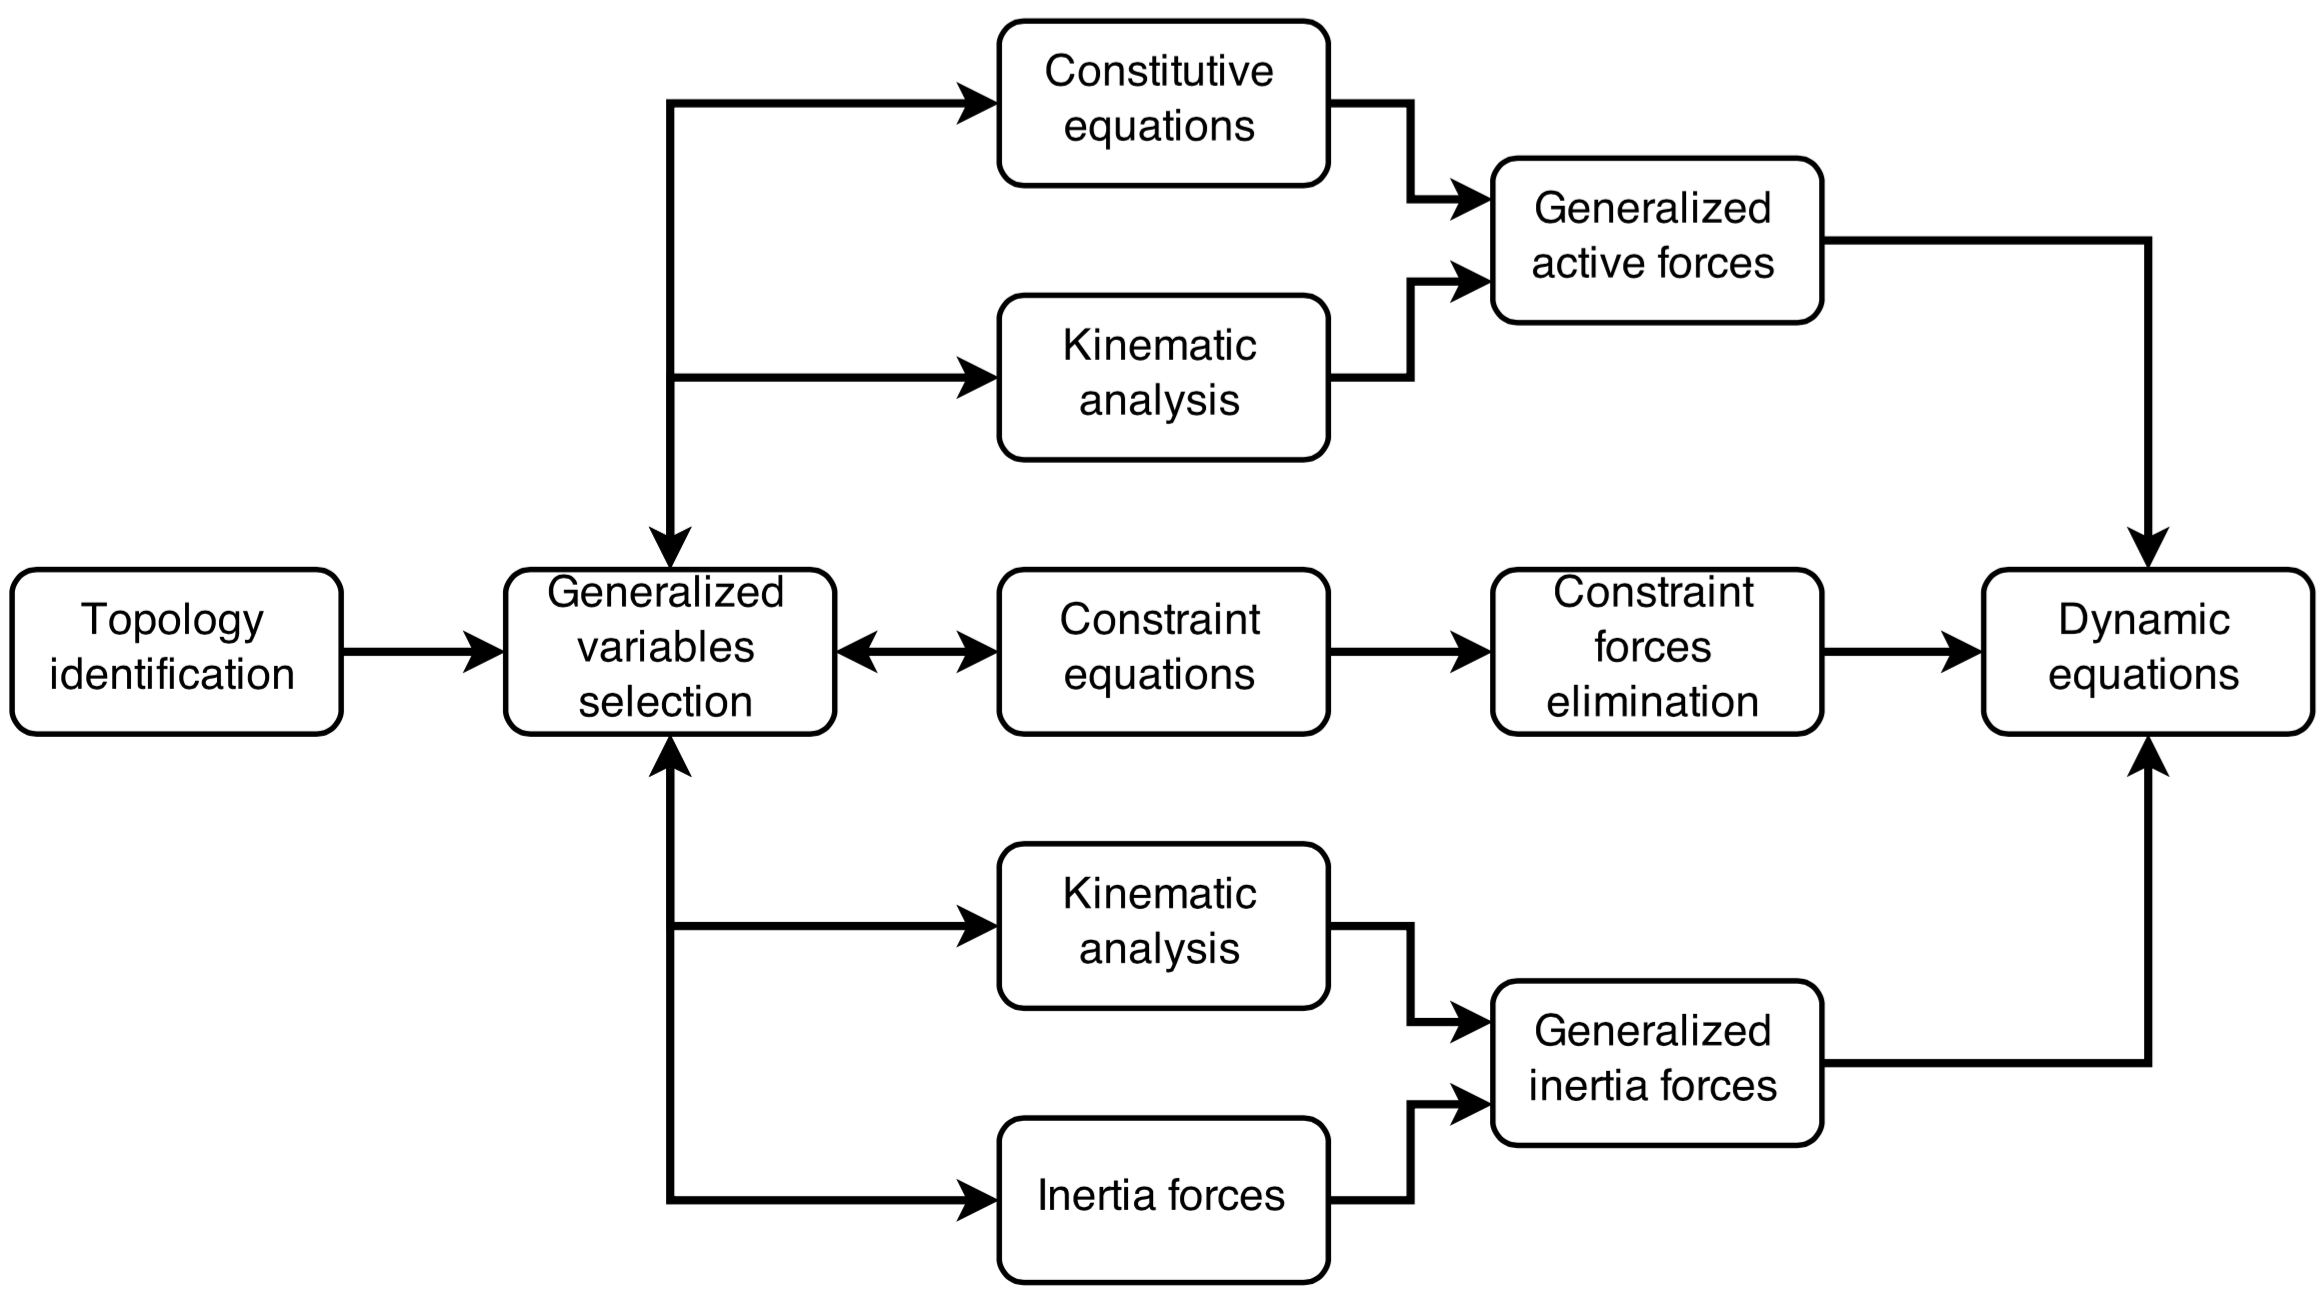 Constitutive
equations
Generalized
active forces
Kinematic
analysis
Topology
identification
Generalized
variables
selection
Constraint
equations
Constraint
forces
elimination
Dynamic
equations
Kinematic
analysis
Generalized
inertia forces
Inertia forces